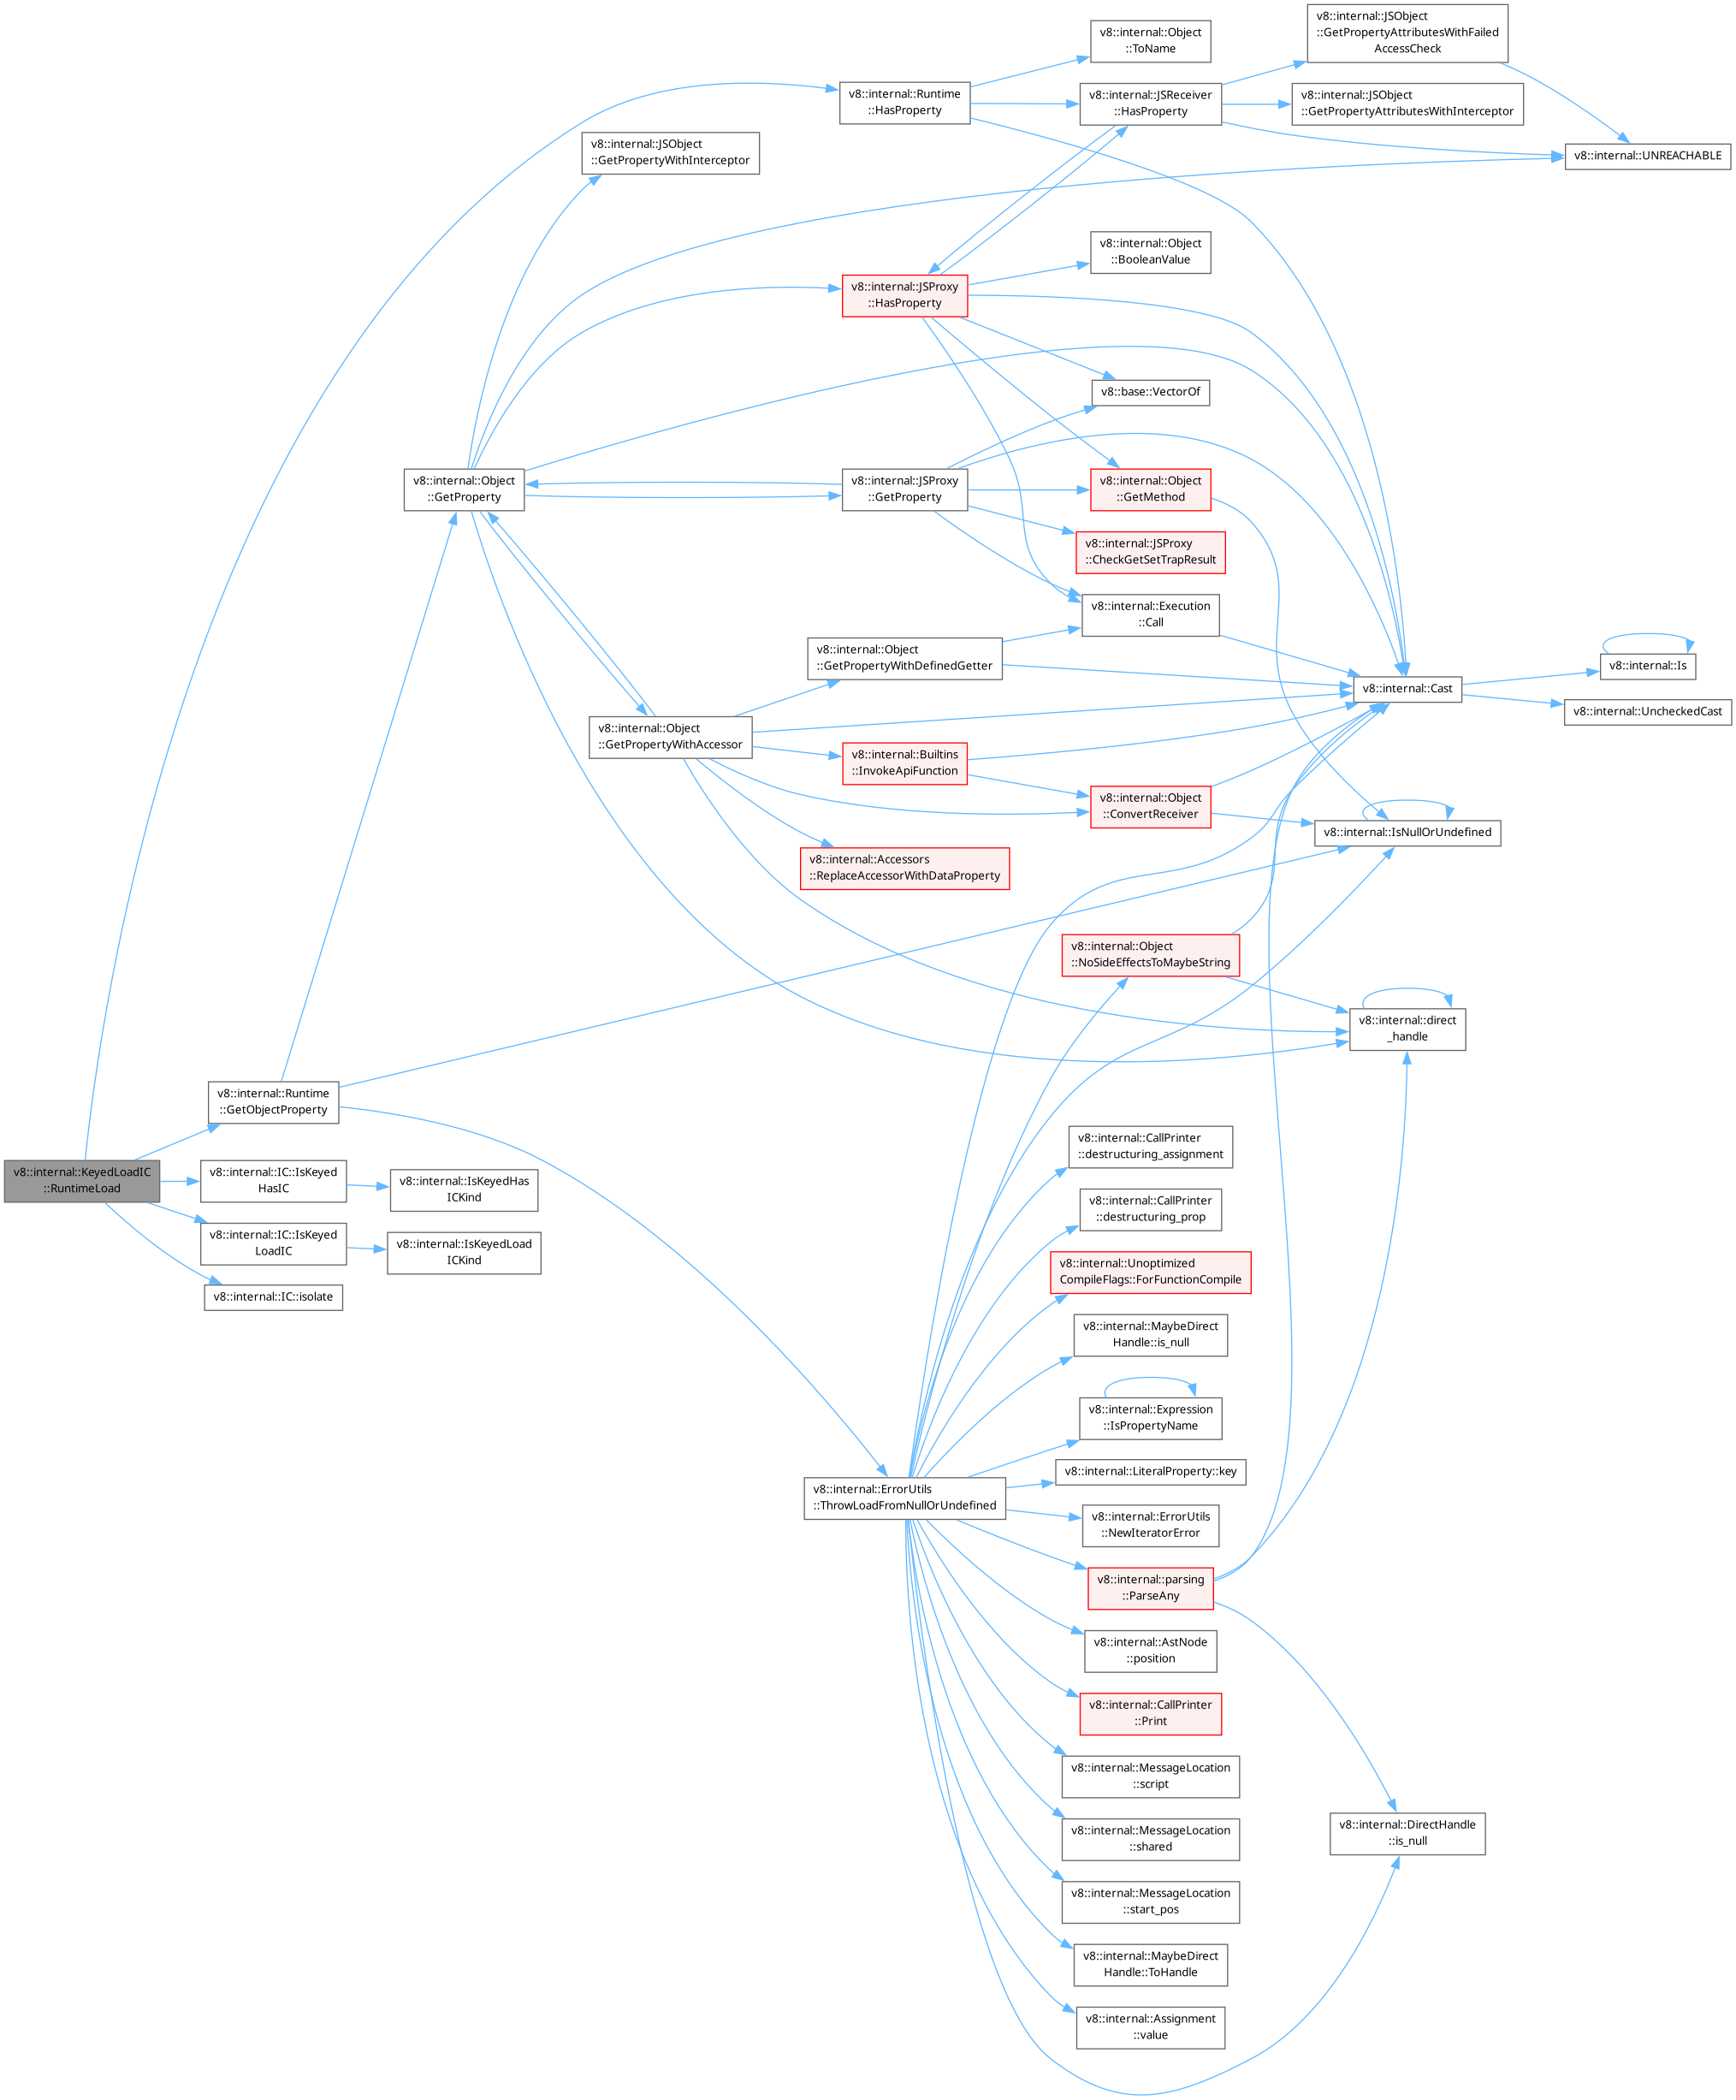 v8::internal::Object
::ToName
v8::internal::JSObject
::GetPropertyAttributesWithFailed
AccessCheck
v8::internal::Runtime
::HasProperty
v8::internal::JSReceiver
::HasProperty
v8::internal::JSObject
::GetPropertyAttributesWithInterceptor
v8::internal::JSObject
::GetPropertyWithInterceptor
v8::internal::UNREACHABLE
v8::internal::Object
::BooleanValue
v8::internal::JSProxy
::HasProperty
v8::base::VectorOf
v8::internal::Object
::GetProperty
v8::internal::JSProxy
::GetProperty
v8::internal::Object
::GetMethod
v8::internal::JSProxy
::CheckGetSetTrapResult
v8::internal::Execution
::Call
v8::internal::Object
::GetPropertyWithDefinedGetter
v8::internal::Is
v8::internal::Cast
v8::internal::UncheckedCast
v8::internal::Object
::GetPropertyWithAccessor
v8::internal::Builtins
::InvokeApiFunction
v8::internal::Object
::ConvertReceiver
v8::internal::IsNullOrUndefined
v8::internal::Accessors
::ReplaceAccessorWithDataProperty
v8::internal::Object
::NoSideEffectsToMaybeString
v8::internal::direct
_handle
v8::internal::Runtime
::GetObjectProperty
v8::internal::CallPrinter
::destructuring_assignment
v8::internal::KeyedLoadIC
::RuntimeLoad
v8::internal::IC::IsKeyed
HasIC
v8::internal::IsKeyedHas
ICKind
v8::internal::CallPrinter
::destructuring_prop
v8::internal::IC::IsKeyed
LoadIC
v8::internal::IsKeyedLoad
ICKind
v8::internal::Unoptimized
CompileFlags::ForFunctionCompile
v8::internal::IC::isolate
v8::internal::MaybeDirect
Handle::is_null
v8::internal::Expression
::IsPropertyName
v8::internal::LiteralProperty::key
v8::internal::ErrorUtils
::ThrowLoadFromNullOrUndefined
v8::internal::ErrorUtils
::NewIteratorError
v8::internal::parsing
::ParseAny
v8::internal::AstNode
::position
v8::internal::CallPrinter
::Print
v8::internal::MessageLocation
::script
v8::internal::MessageLocation
::shared
v8::internal::DirectHandle
::is_null
v8::internal::MessageLocation
::start_pos
v8::internal::MaybeDirect
Handle::ToHandle
v8::internal::Assignment
::value